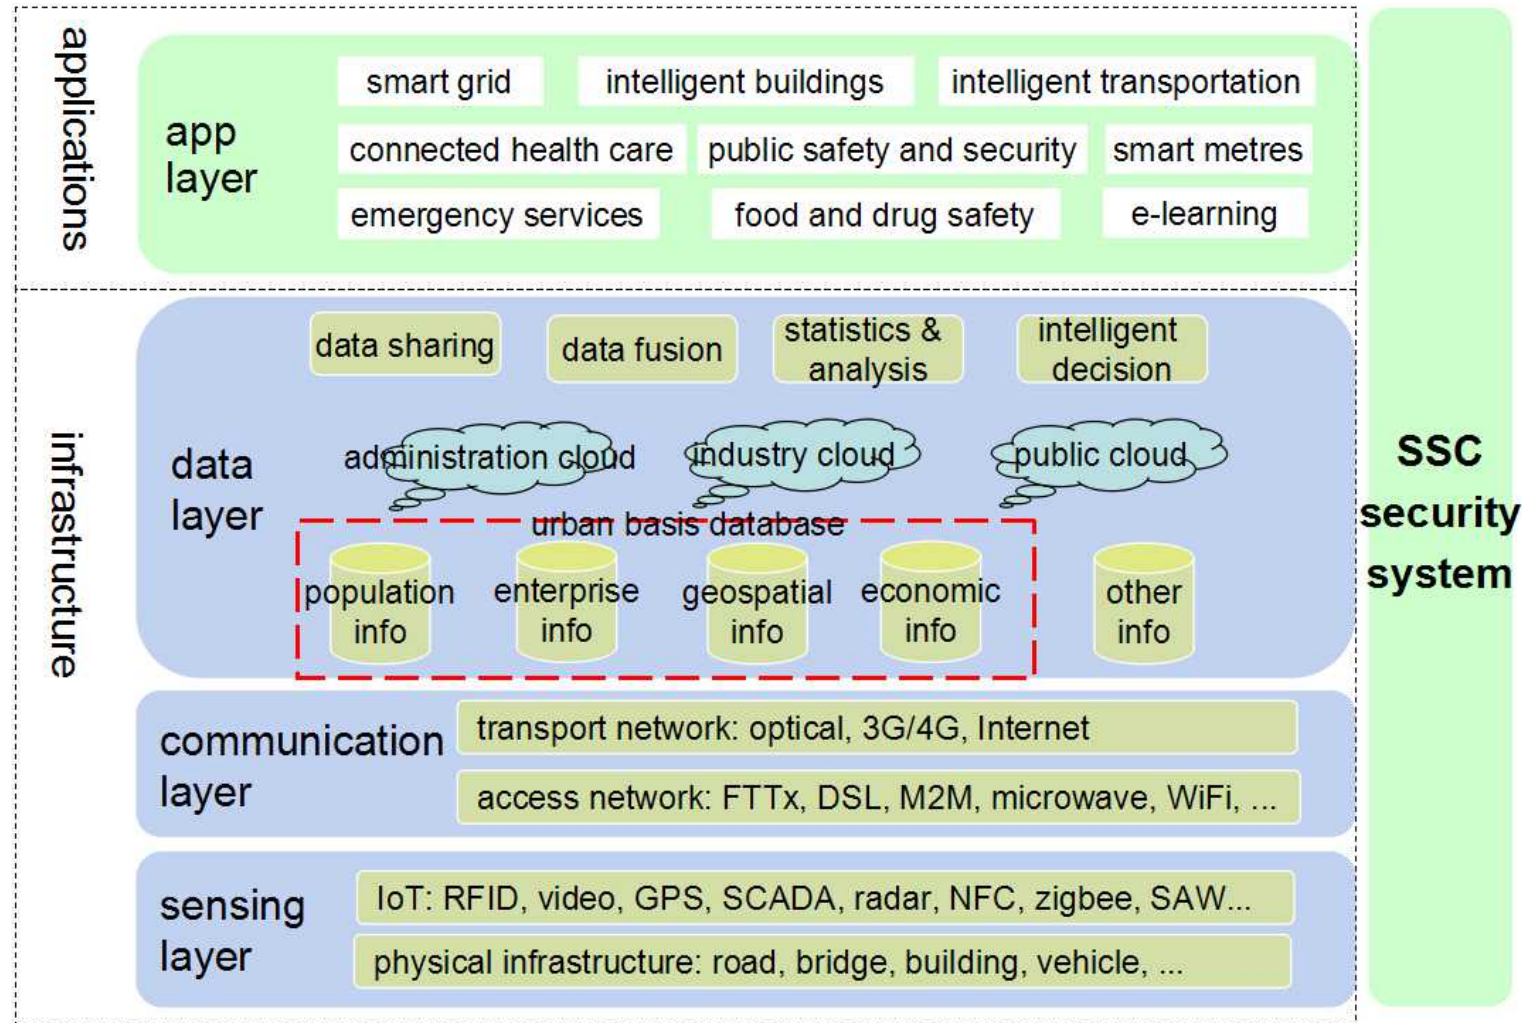 applications
app
layer
smart grid
intelligent buildings
intelligent transportation
connected health care
public safety and security
smart metres
emergency services
food and drug safety
e-learning
infrastructure
data
layer
data sharing
data fusion
statistics &
analysis
intelligent
decision
administration cloud
industry cloud
public cloud
urban basis database
population
info
enterprise
info
geospatial
info
economic
info
other
info
communication
layer
transport network: optical, 3G/4G, Internet
access network: FTTx, DSL, M2M, microwave, WiFi, ...
sensing
layer
IoT: RFID, video, GPS, SCADA, radar, NFC, zigbee, SAW...
physical infrastructure: road, bridge, building, vehicle, ...
SSC
security
system